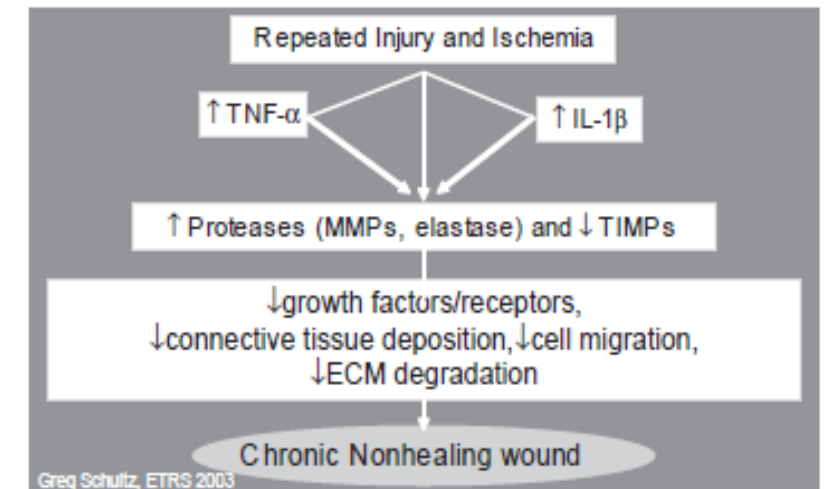 Repeated Injury and Ischemia
↑TNF-α
↑IL-1β
↑Proteases (MMPs, elastase) and ↓TIMPs
↓growth factors/receptors,
↓connective tissue deposition,↓cell migration,
↓ECM degradation
Chronic Nonhealing wound
Greg Schultz, ETRS 2003